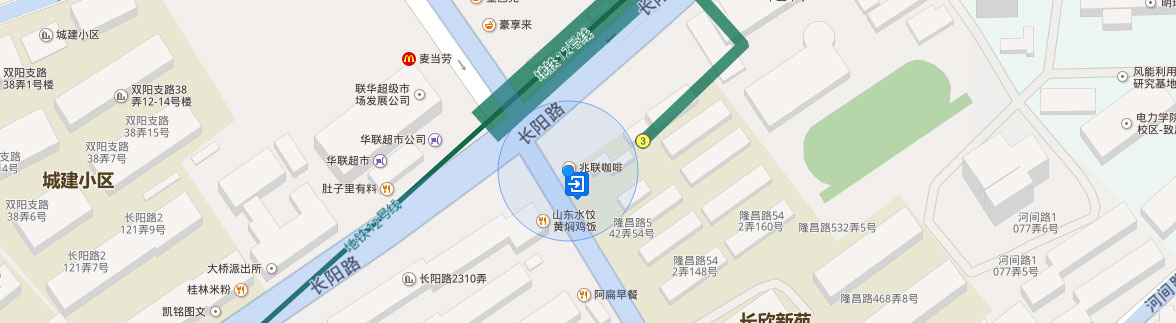 长阳路
明
豪享来
城建小区
地铁12号线
麦当劳
双阳支路
38弄1号楼
风能利用
研究基地
联华超级市
场发展公司
双阳支路38
弄12-14号楼
长阳路
双阳支路
38弄15号
电力学院
校区-致
华联超市公司
3
双阳支路
38弄7号
支路
4号
华联超市
兆联咖啡
城建小区
肚子里有料
双阳支路
38弄6号
地铁12号线
山东水饺
黄焖鸡饭
长阳路2
121弄9号
隆昌路5
42弄54号
隆昌路54
2弄160号
隆昌路532弄5号
河间路1
077弄6号
长阳路2
121弄7号
隆昌路54
2弄148号
河间路1
077弄5号
大桥派出所
长阳路
长阳路2310弄
桂林米粉
阿扁早餐
隆昌路468弄8号
河间路
凯铭图文
长欣新苑